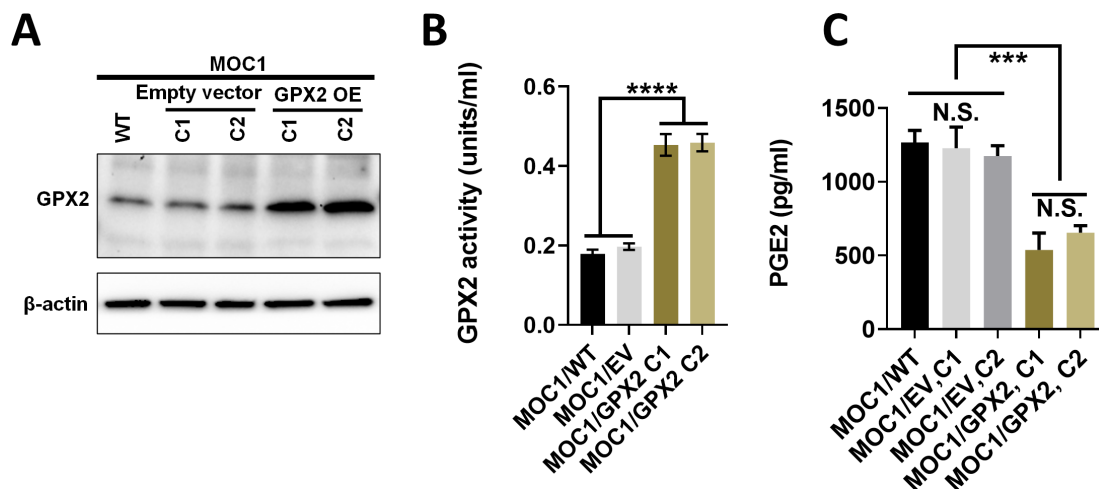 A
MOC1
Empty vector GPX2 OE
WT C1 C2 C1 C2
GPX2
β-actin
B
GPX2 activity (units/ml)
0.6
0.4
0.2
0.0
****
MOC1/WT
MOC1/EV
MOC1/GPX2 C1
MOC1/GPX2 C2
C
PGE2 (pg/ml)
1500
1000
500
0
***
N.S.
N.S.
MOC1/WT
MOC1/EV,C1
MOC1/EV,C2
MOC1/GPX2, C1
MOC1/GPX2, C2